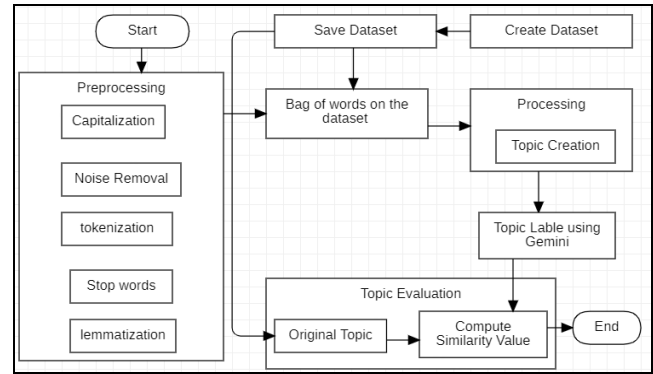 Start
Save Dataset
Create Dataset
Preprocessing
Capitalization
Noise Removal
tokenization
Stop words
lemmatization
Bag of words on the
dataset
Processing
Topic Creation
Topic Lable using
Gemini
Topic Evaluation
Original Topic
Compute
Similarity Value
End